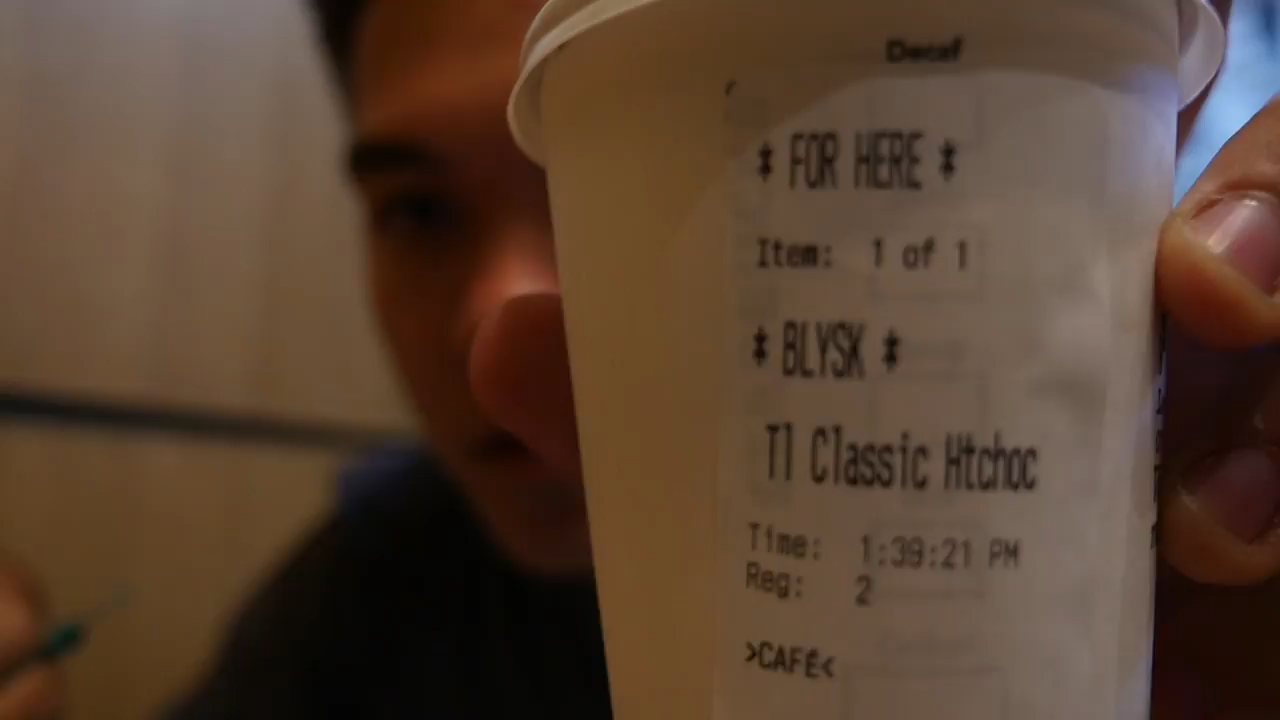 Decaf
* FOR HERE *
Item: 1 of 1
* BLYSK *
Tl Classic Htchoc
Time: 1:39:21 PM
Reg: 2
>CAFÉ<